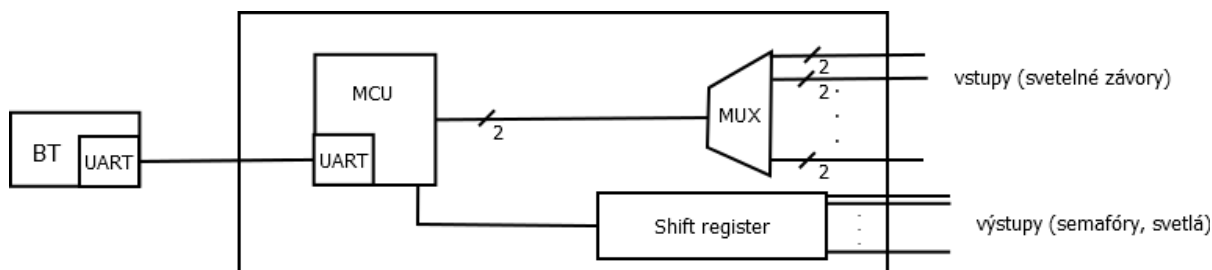 BT
UART
MCU
UART
2
MUX
2
2
2
vstupy (svetelné závory)
Shift register
výstupy (semafóry, svetlá)